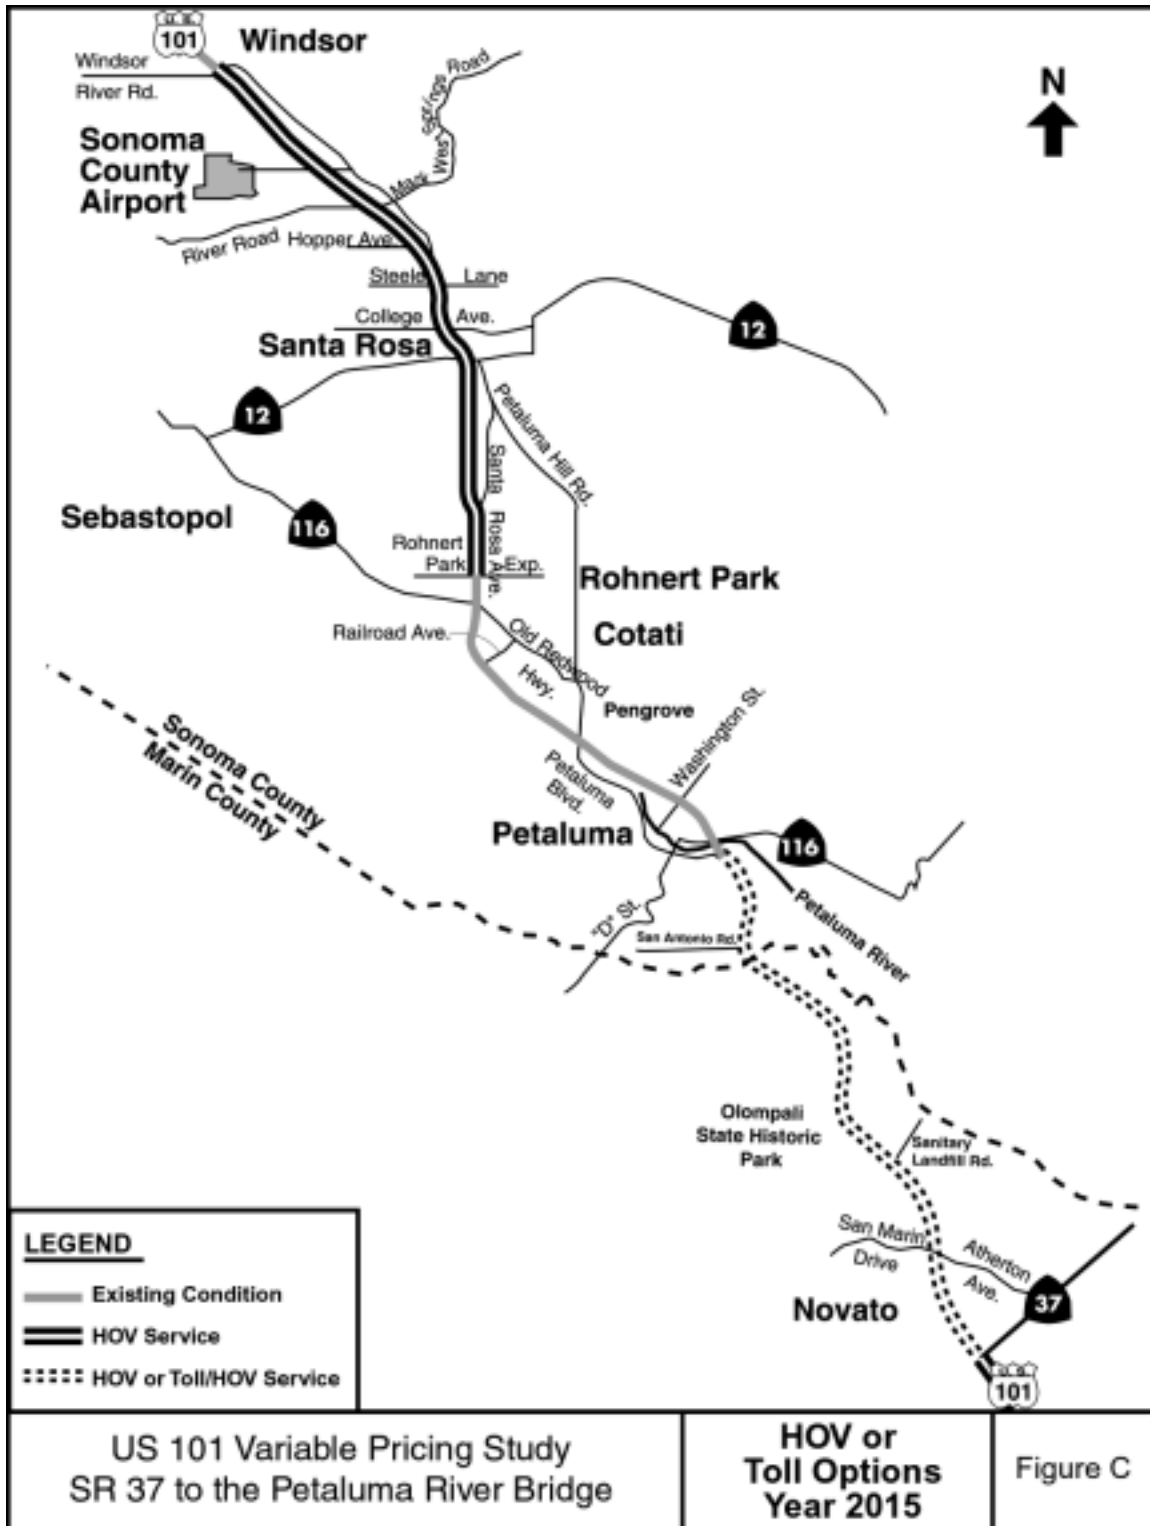 U.S.
101
Windsor
Windsor
River Rd.
Springs Road
Mark West
N
Sonoma
County
Airport
River Road
Hopper Ave.
Steele Lane
College Ave.
Santa Rosa
12
12
Petaluma Hill Rd.
Santa Rosa Ave.
Sebastopol
116
Rohnert
Park Exp.
Rohnert Park
Cotati
Railroad Ave.
Old Redwood
Hwy.
Pengrove
Washington St.
Sonoma County
Marin County
Petaluma
Blvd.
Petaluma
116
Petaluma River
"D" St.
San Antonio Rd.
Olompali
State Historic
Park
Sanitary
Landfill Rd.
San Marin
Drive
Atherton
Ave.
37
Novato
U.S.
101
LEGEND
Existing Condition
HOV Service
HOV or Toll/HOV Service
US 101 Variable Pricing Study
SR 37 to the Petaluma River Bridge
HOV or
Toll Options
Year 2015
Figure C